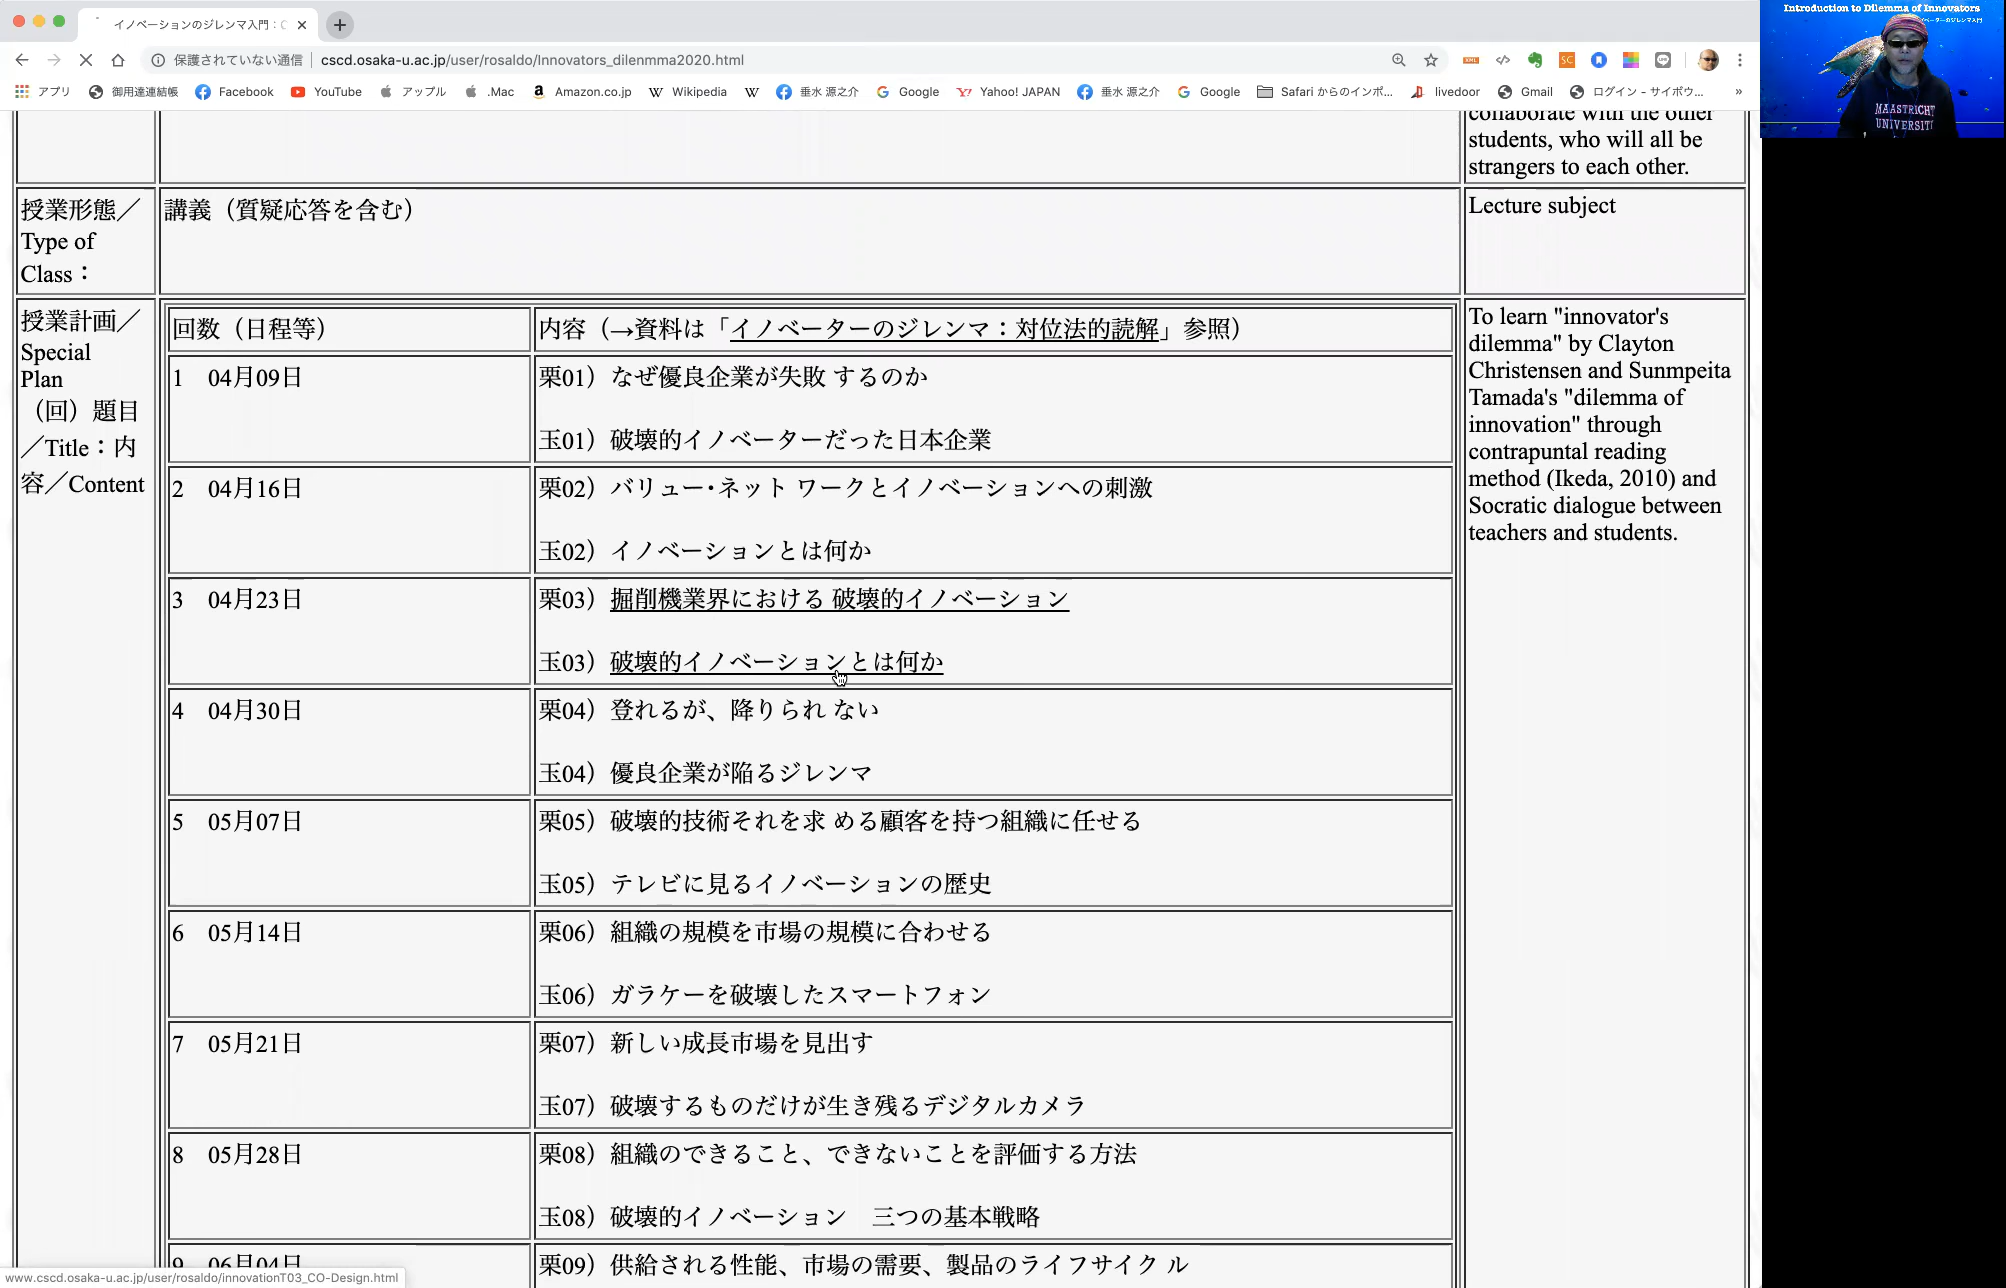 イノベーションのジレンマ入門：C
保護されていない通信 | cscd.osaka-u.ac.jp/user/rosaldo/Innovators_dilenmma2020.html
アプリ 御用達連結帳 Facebook YouTube アップル .Mac Amazon.co.jp Wikipedia 垂水 源之介 Google Yahoo! JAPAN 垂水 源之介 Google Safari からのインポ... livedoor Gmail ログイン - サイボウ... »
Introduction to Dilemma of Innovators
MAASTRICHT
UNIVERSITY
collaborate with the other
students, who will all be
strangers to each other.
授業形態／
Type of
Class：
講義（質疑応答を含む）
Lecture subject
授業計画／
Special
Plan
（回）題目
／Title：内
容／Content
回数（日程等）
内容（→資料は「イノベーターのジレンマ：対位法的読解」参照）
1 04月09日
栗01）なぜ優良企業が失敗 するのか
玉01）破壊的イノベーターだった日本企業
2 04月16日
栗02）バリュー･ネット ワークとイノベーションへの刺激
玉02）イノベーションとは何か
3 04月23日
栗03）掘削機業界における 破壊的イノベーション
玉03）破壊的イノベーションとは何か
4 04月30日
栗04）登れるが、降りられ ない
玉04）優良企業が陥るジレンマ
5 05月07日
栗05）破壊的技術それを求 める顧客を持つ組織に任せる
玉05）テレビに見るイノベーションの歴史
6 05月14日
栗06）組織の規模を市場の規模に合わせる
玉06）ガラケーを破壊したスマートフォン
7 05月21日
栗07）新しい成長市場を見出す
玉07）破壊するものだけが生き残るデジタルカメラ
8 05月28日
栗08）組織のできること、できないことを評価する方法
玉08）破壊的イノベーション　三つの基本戦略
9 06月04日
栗09）供給される性能、市場の需要、製品のライフサイク ル
To learn "innovator's
dilemma" by Clayton
Christensen and Sunmpeita
Tamada's "dilemma of
innovation" through
contrapuntal reading
method (Ikeda, 2010) and
Socratic dialogue between
teachers and students.
www.cscd.osaka-u.ac.jp/user/rosaldo/innovationT03_CO-Design.html